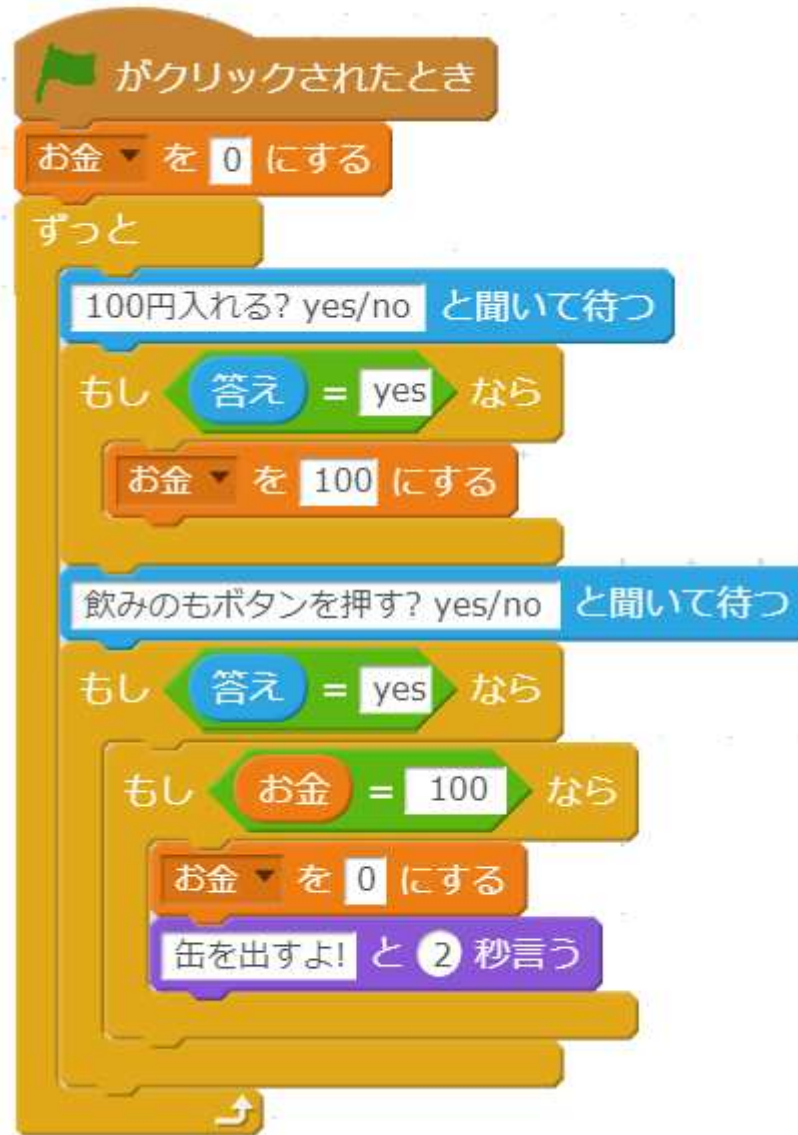 がクリックされたとき
お金 を 0 にする
ずっと
100円入れる? yes/no と聞いて待つ
もし 答え = yes なら
お金 を 100 にする
飲みのもボタンを押す? yes/no と聞いて待つ
もし 答え = yes なら
もし お金 = 100 なら
お金 を 0 にする
缶を出すよ! と 2 秒言う